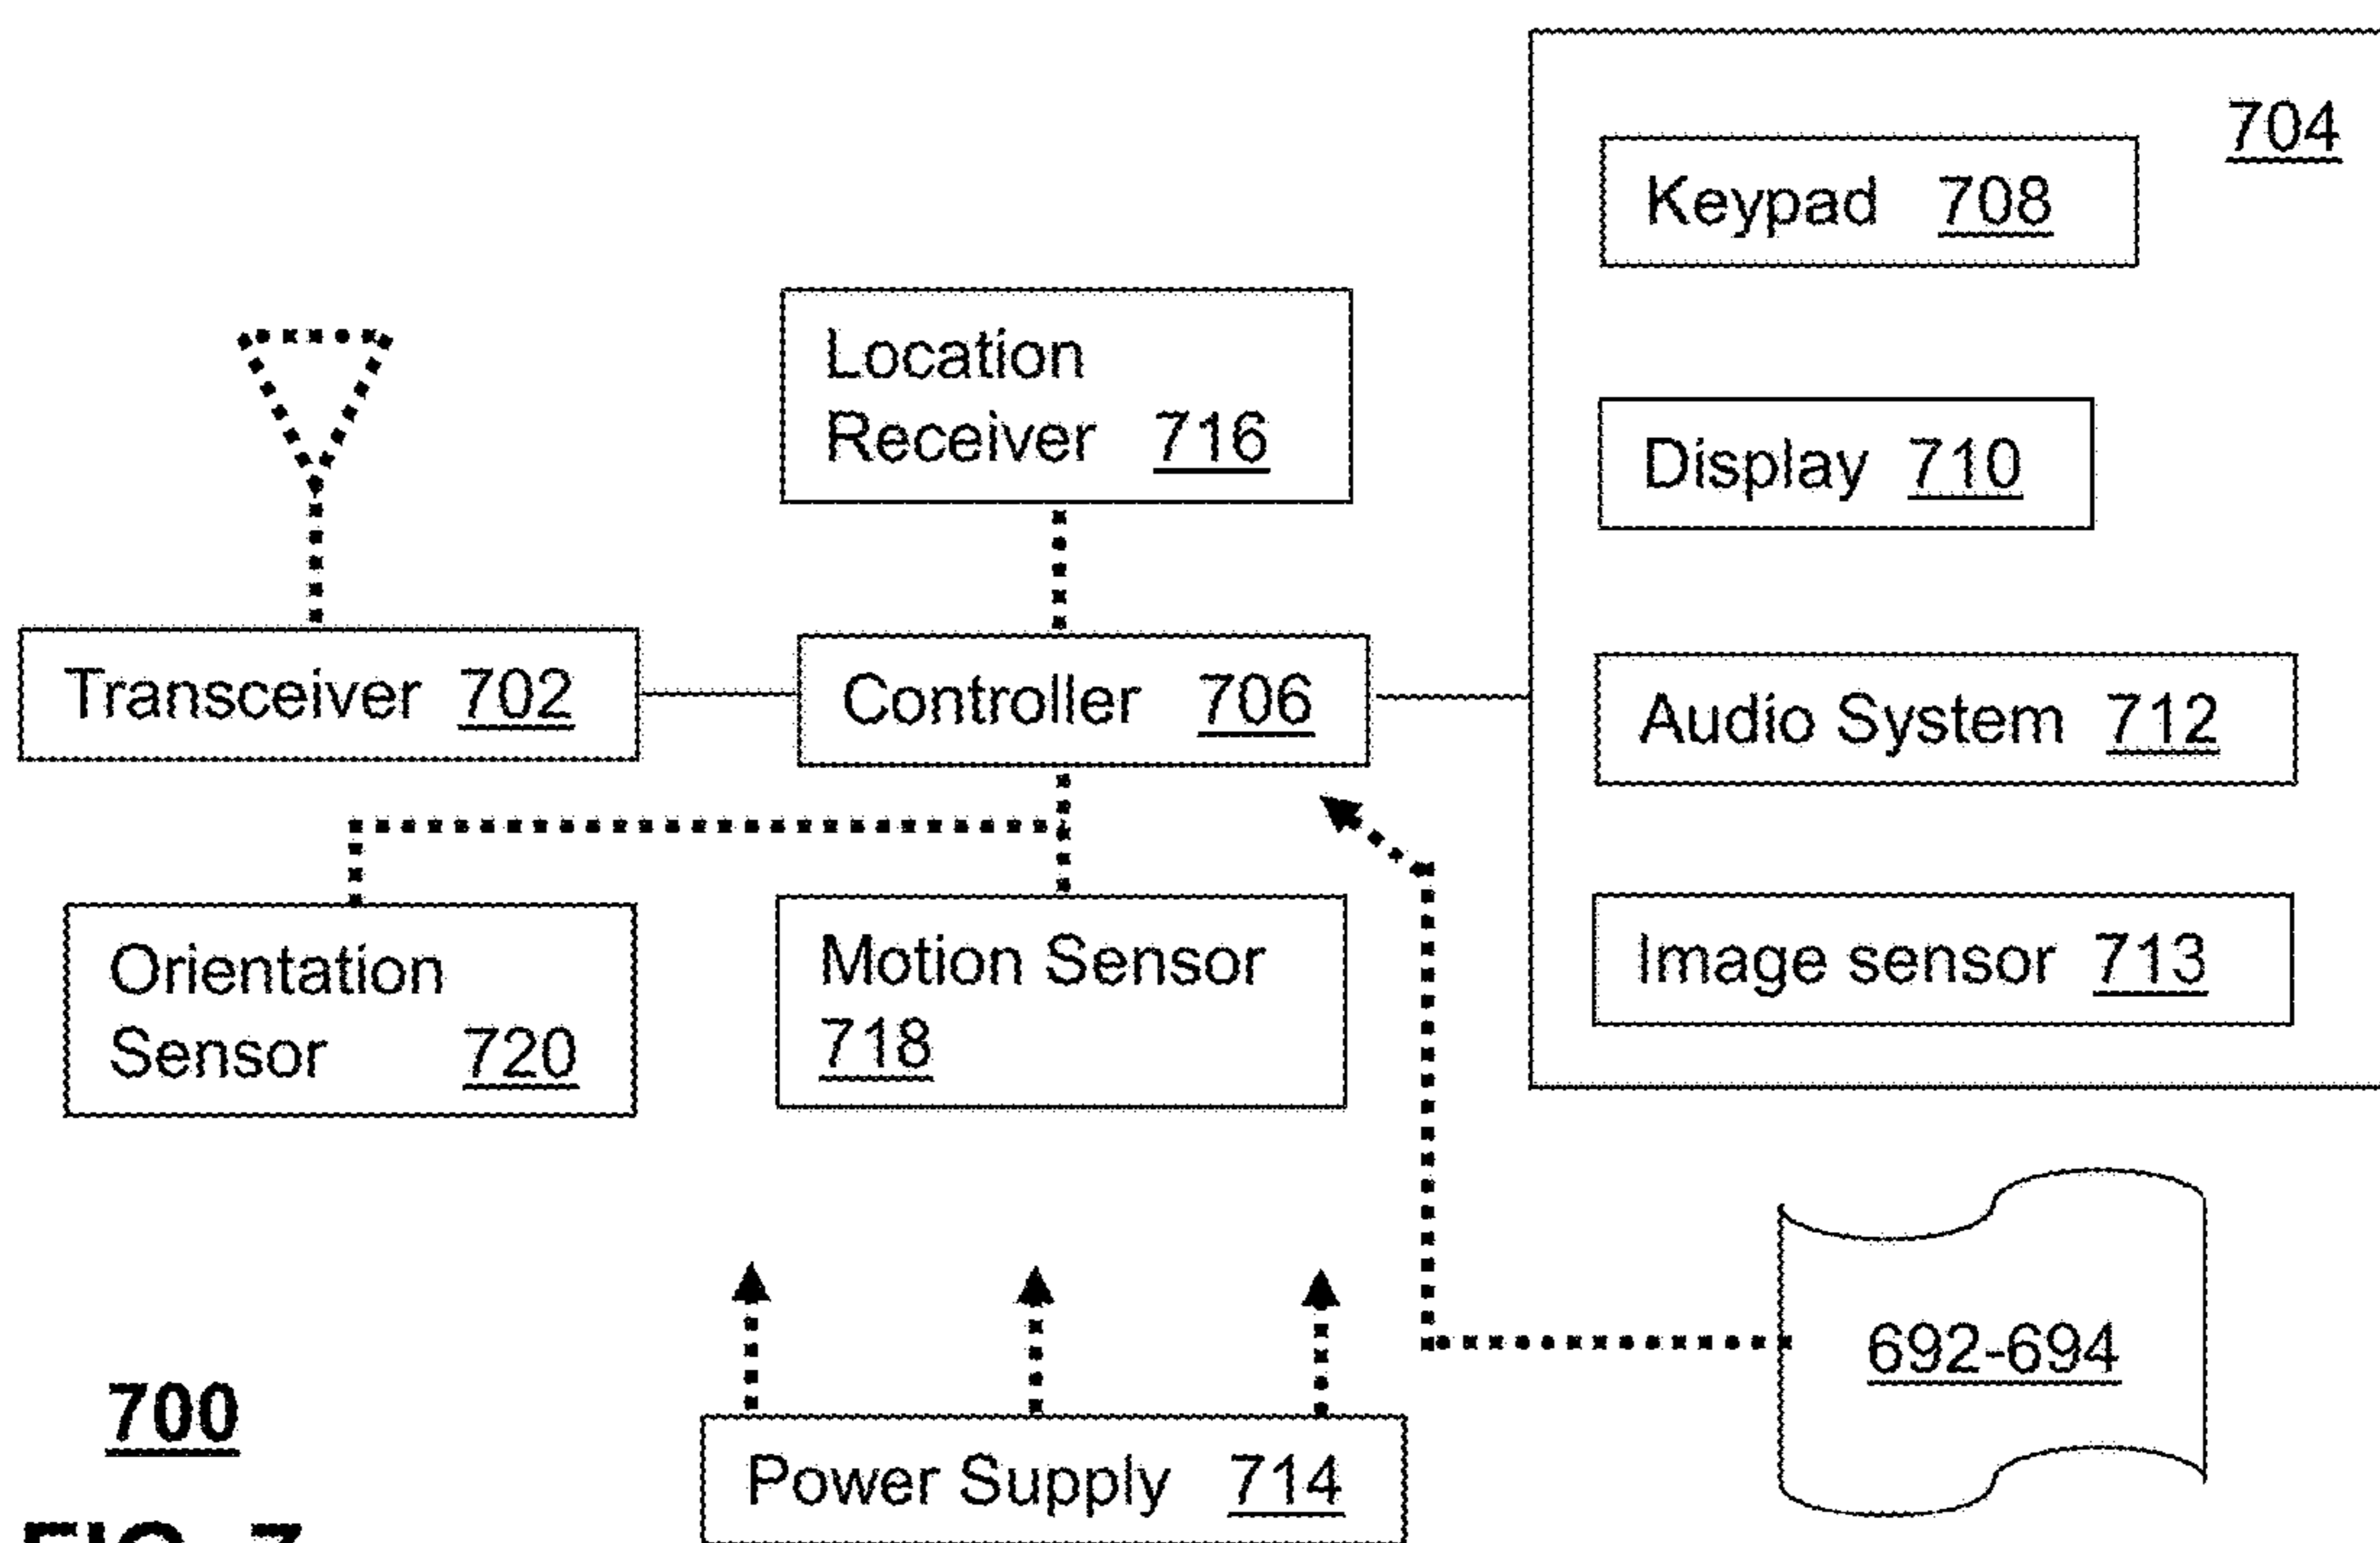 704
Keypad 708
Location
Receiver 716
Display 710
Transceiver 702
Controller 706
Audio System 712
Orientation
Sensor 720
Motion Sensor
718
Image sensor 713
692-694
700
Power Supply 714